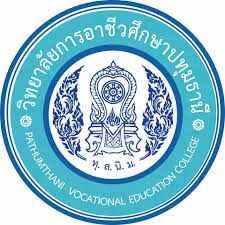 วิทยาลัยการอาชีวศึกษาปทุมธานี
ทุ. ส. นิ. ม.
PATHUMTHANI VOCATIONAL EDUCATION COLLEGE